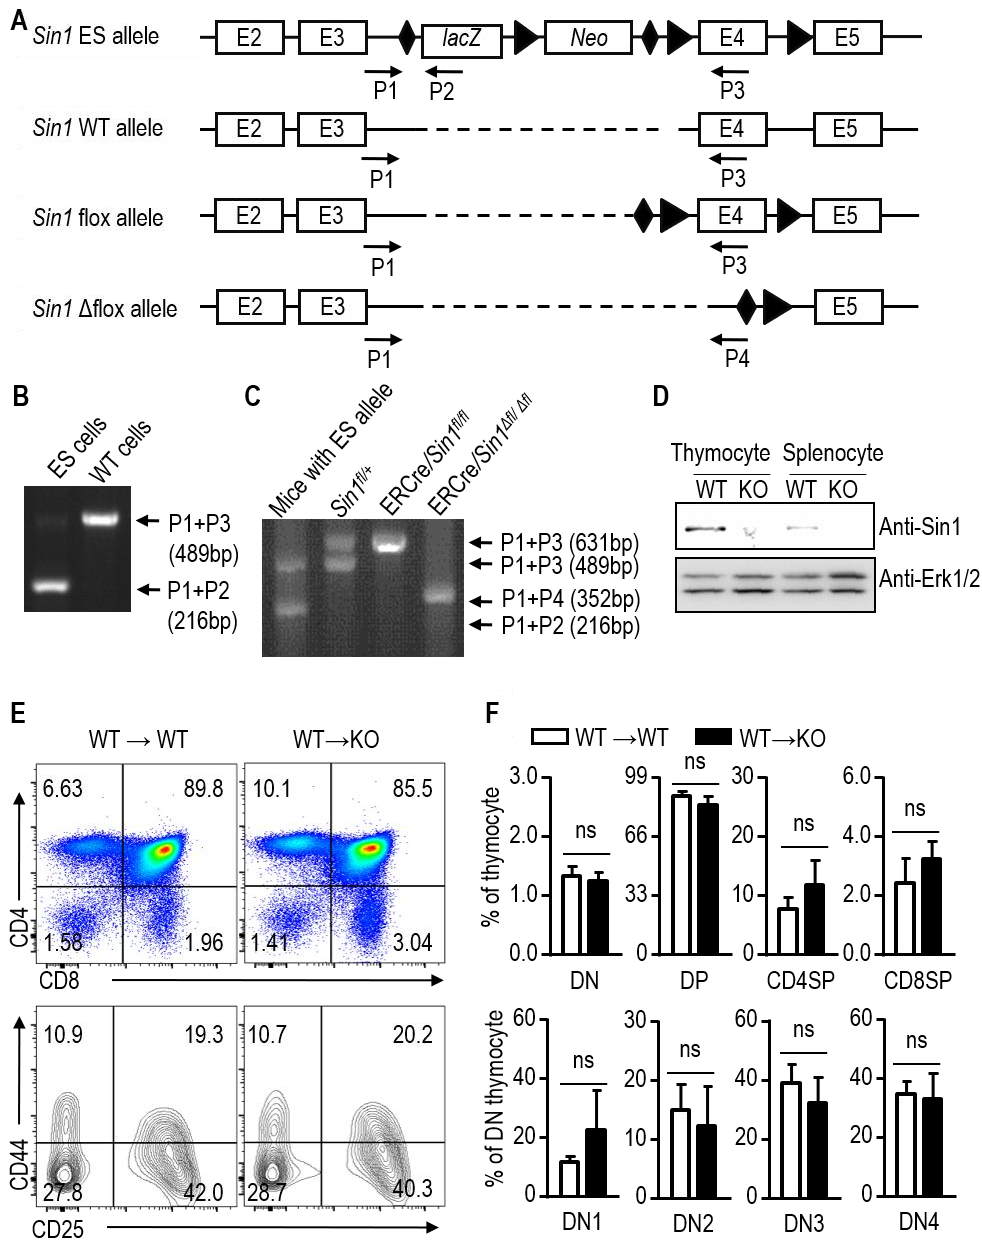 A
Sin1 ES allele E2 E3 lacZ Neo E4 E5
P1 P2 P3
Sin1 WT allele E2 E3 E4 E5
P1 P3
Sin1 flox allele E2 E3 E4 E5
P1 P3
Sin1 Δflox allele E2 E3 E5
P1 P4
B
ES cells
WT cells
P1+P3
(489bp)
P1+P2
(216bp)
C
Mice with ES allele
Sin1fl/+
ERCre/Sin1fl/fl
ERCre/Sin1Δfl/Δfl
P1+P3 (631bp)
P1+P3 (489bp)
P1+P4 (352bp)
P1+P2 (216bp)
D
Thymocyte Splenocyte
WT KO WT KO
Anti-Sin1
Anti-Erk1/2
E
WT → WT WT→KO
6.63 89.8 10.1 85.5
1.58 1.96 1.41 3.04
CD4
CD8
10.9 19.3 10.7 20.2
27.8 42.0 28.7 40.3
CD44
CD25
F
WT →WT WT→KO
% of thymocyte
3.0
2.0
1.0
0.0
ns
DN
99
66
33
0
ns
DP
30
20
10
0
ns
CD4SP
6.0
4.0
2.0
0.0
ns
CD8SP
% of DN thymocyte
60
40
20
0
ns
DN1
30
20
10
0
ns
DN2
60
40
20
0
ns
DN3
60
40
20
0
ns
DN4